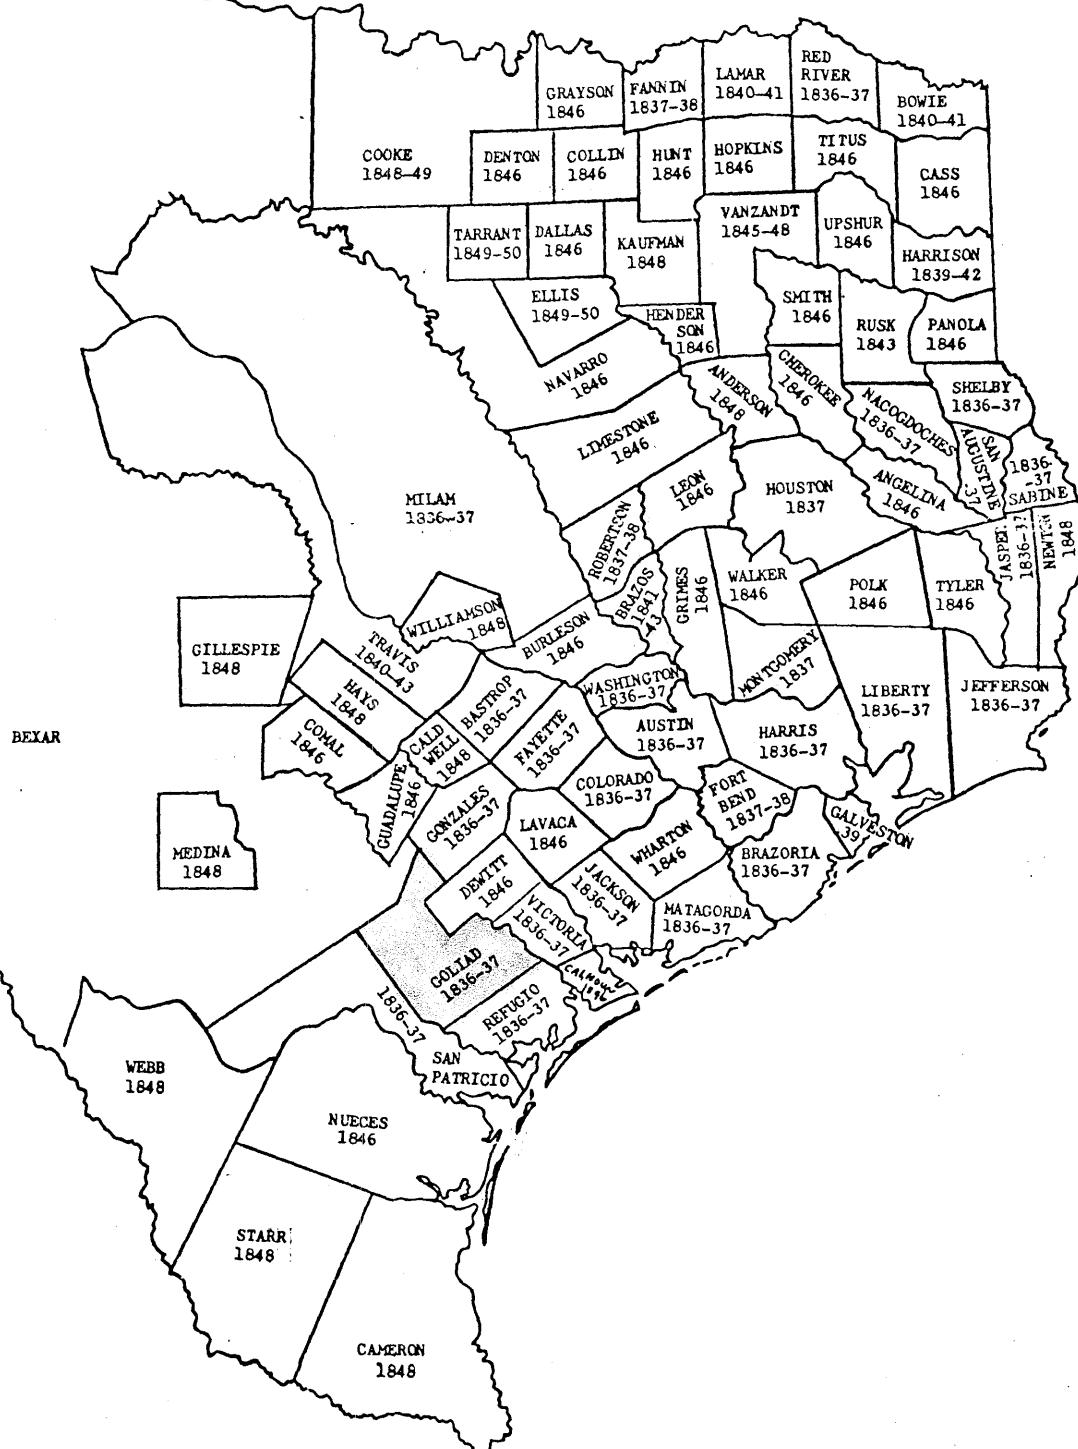 GRAYSON
1846
FANNIN
1837-38
LAMAR
1840-41
RED
RIVER
1836-37
BOWIE
1840-41
COOKE
1848-49
DENTON
1846
COLLIN
1846
HUNT
1846
HOPKINS
1846
TITUS
1846
CASS
1846
TARRANT
1849-50
DALLAS
1846
KAUFMAN
1848
VANZANDT
1845-48
UPSHUR
1846
HARRISON
1839-42
ELLIS
1849-50
HENDER
SON
1846
SMITH
1846
RUSK
1843
PANOLA
1846
NAVARRO
1846
ANDERSON
1848
CHEROKEE
1846
NACOGDOCHES
1836-37
SHELBY
1836-37
LIMESTONE
1846
SAN
AUGUSTINE
-37
1836-
-37
SABINE
MILAM
1836-37
LEON
1846
HOUSTON
1837
ANGELINA
1846
ROBERTSON
1837-38
JASPER
1836-37
NEWTON
1848
BRAZOS
1841
-43
GRIMES
1846
WALKER
1846
POLK
1846
TYLER
1846
WILLIAMSON
1848
BURLESON
1846
GILLESPIE
1848
TRAVIS
1840-43
HAYS
1848
COMAL
1846
BASTROP
1836-37
WASHINGTON
1836-37
MONTGOMERY
1837
LIBERTY
1836-37
JEFFERSON
1836-37
BEXAR
CALD
WELL
1848
FAYETTE
1836-37
AUSTIN
1836-37
HARRIS
1836-37
GUADALUPE
1846
GONZALES
1836-37
COLORADO
1836-37
FORT
BEND
1837-38
GALVESTON
-39
MEDINA
1848
LAVACA
1846
WHARTON
1846
BRAZORIA
1836-37
DEWITT
1846
VICTORIA
1836-37
JACKSON
1836-37
MATAGORDA
1836-37
GOLIAD
1836-37
CALHOUN
1846
REFUGIO
1836-37
1836-37
SAN
PATRICIO
WEBB
1848
NUECES
1846
STARR
1848
CAMERON
1848